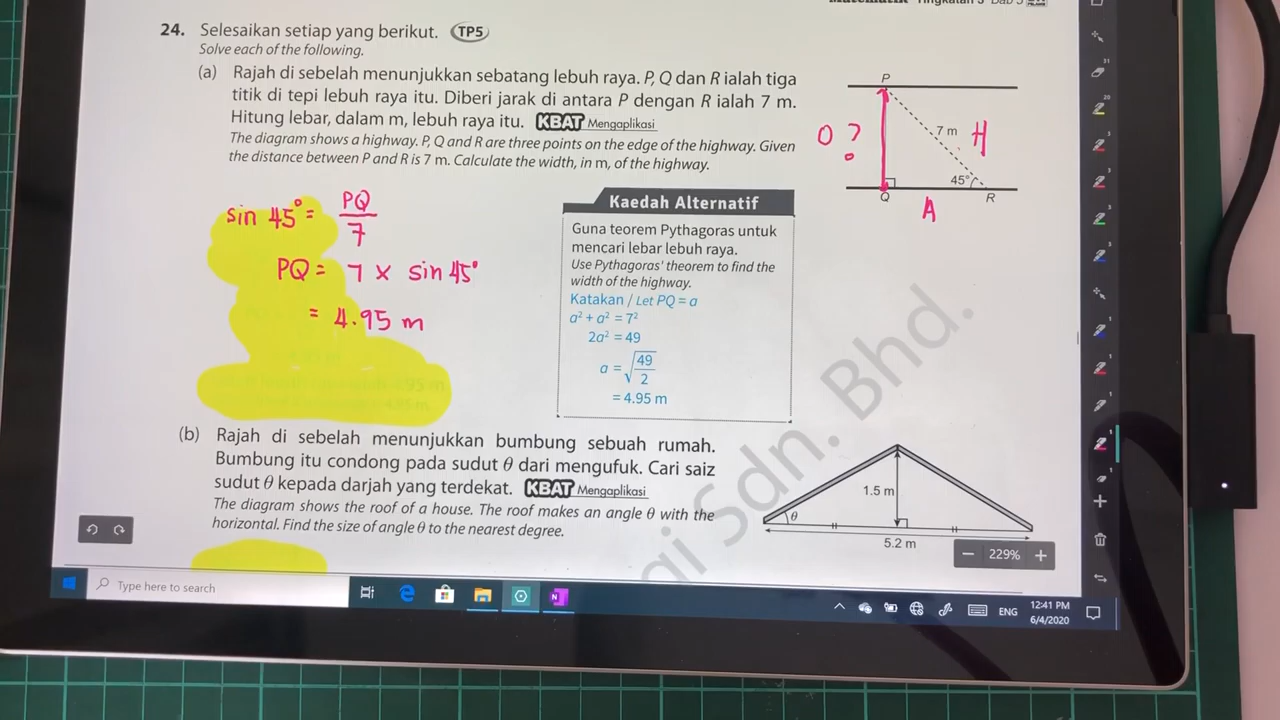 24. Selesaikan setiap yang berikut. TP5
Solve each of the following.
(a) Rajah di sebelah menunjukkan sebatang lebuh raya. P, Q dan R ialah tiga
titik di tepi lebuh raya itu. Diberi jarak di antara P dengan R ialah 7 m.
Hitung lebar, dalam m, lebuh raya itu. KBAT Mengaplikasi
The diagram shows a highway. P, Q and R are three points on the edge of the highway. Given
the distance between P and R is 7 m. Calculate the width, in m, of the highway.
P
O ?
7 m H
45°
Q
R
A
sin 45° = PQ/7
PQ = 7 × sin 45°
= 4.95 m
Kaedah Alternatif
Guna teorem Pythagoras untuk
mencari lebar lebuh raya.
Use Pythagoras' theorem to find the
width of the highway.
Katakan / Let PQ = a
a² + a² = 7²
2a² = 49
a = √49/2
= 4.95 m
(b) Rajah di sebelah menunjukkan bumbung sebuah rumah.
Bumbung itu condong pada sudut θ dari mengufuk. Cari saiz
sudut θ kepada darjah yang terdekat. KBAT Mengaplikasi
The diagram shows the roof of a house. The roof makes an angle θ with the
horizontal. Find the size of angle θ to the nearest degree.
1.5 m
θ
5.2 m
Sdn. Bhd.
229%
Type here to search
ENG
12:41 PM
6/4/2020